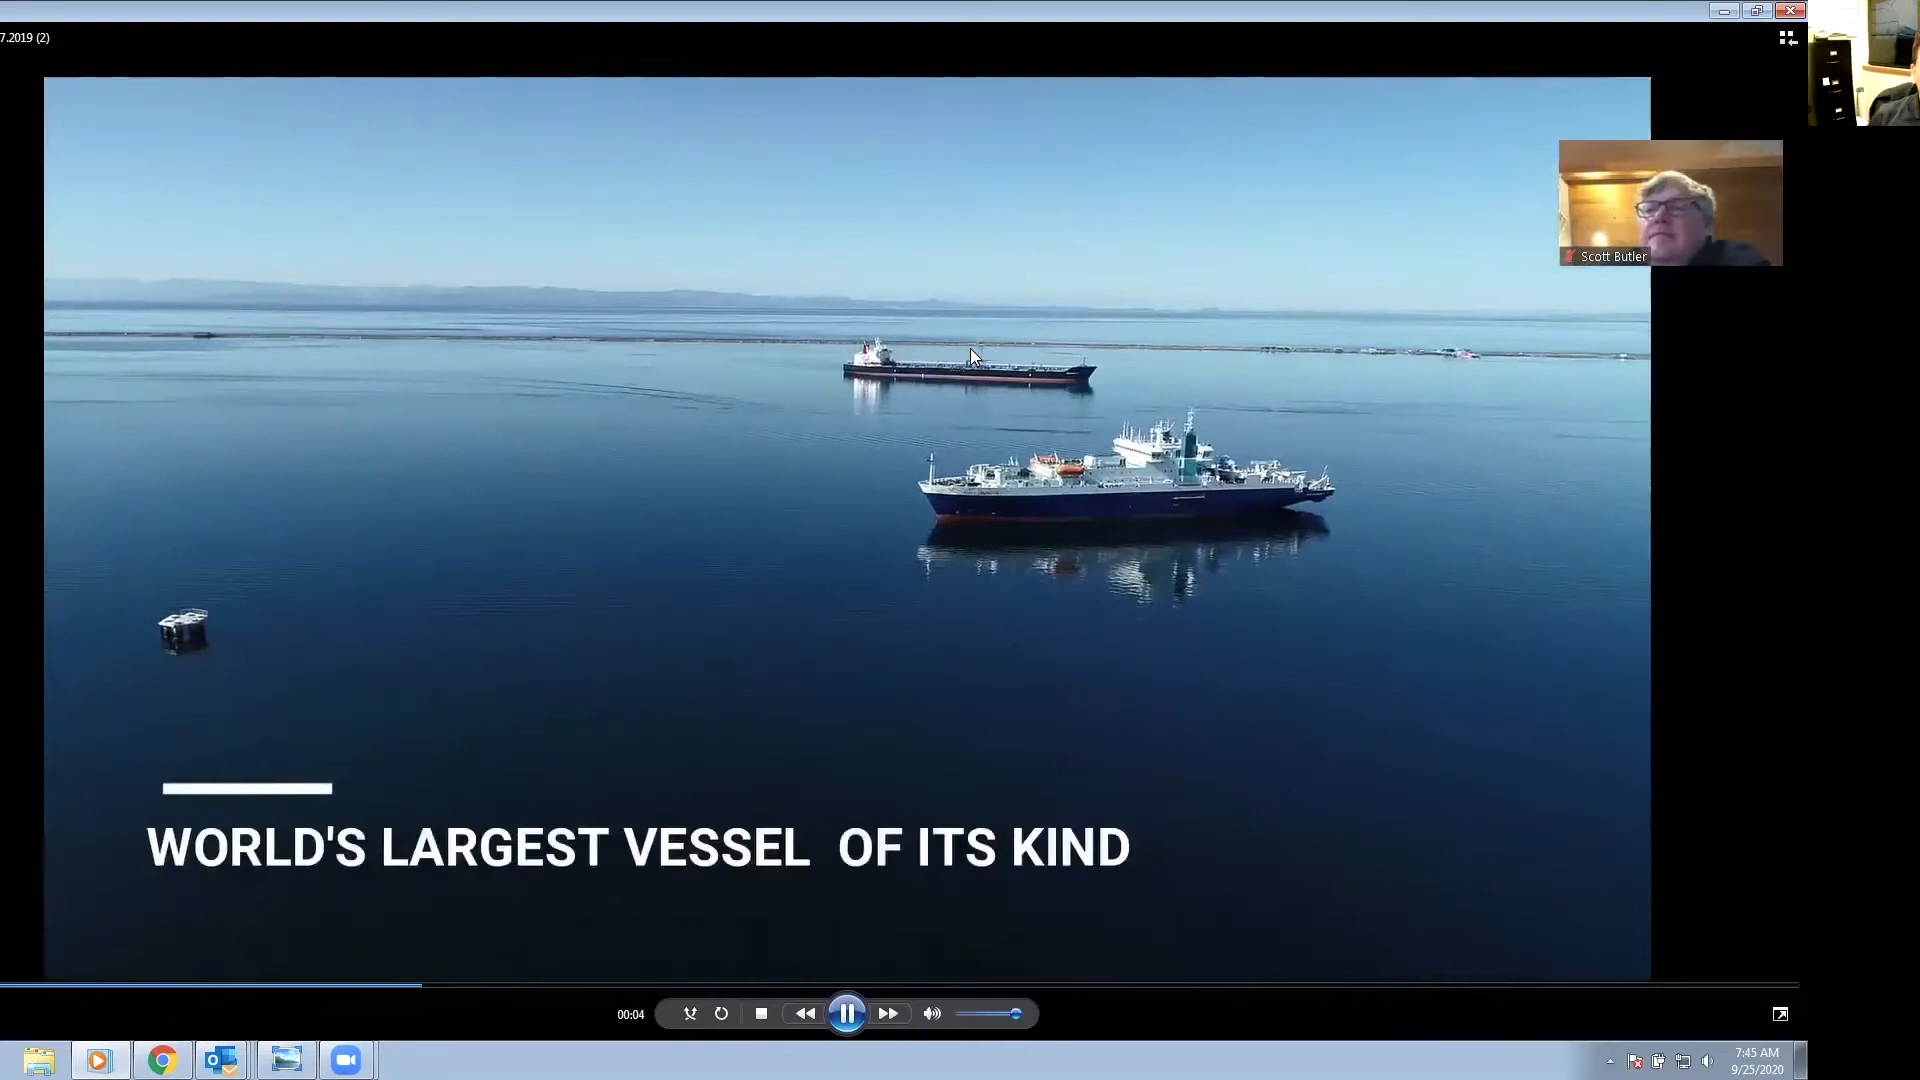 7.2019 (2)
Scott Butler
WORLD'S LARGEST VESSEL  OF ITS KIND
00:04
7:45 AM
9/25/2020